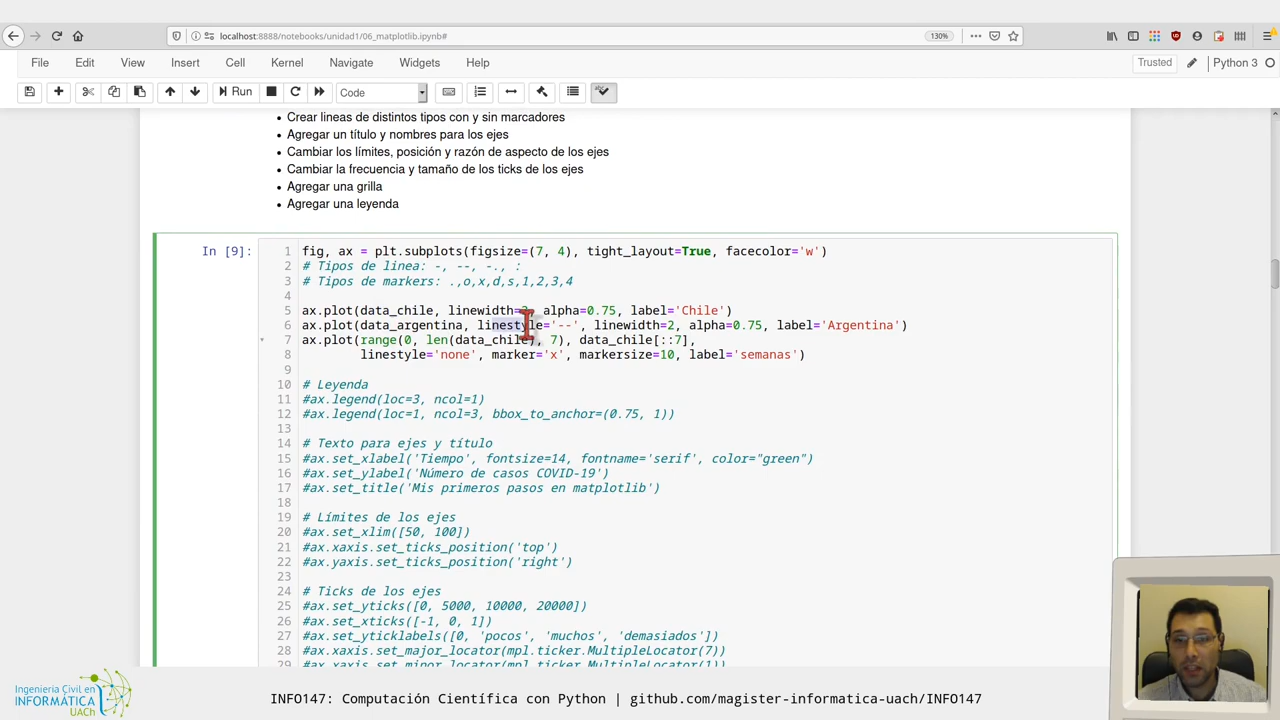 localhost:8888/notebooks/unidad1/06_matplotlib.ipynb#
130%
File Edit View Insert Cell Kernel Navigate Widgets Help
Trusted
Python 3
Run
Code
Crear lineas de distintos tipos con y sin marcadores
Agregar un título y nombres para los ejes
Cambiar los límites, posición y razón de aspecto de los ejes
Cambiar la frecuencia y tamaño de los ticks de los ejes
Agregar una grilla
Agregar una leyenda
In [9]:
1 fig, ax = plt.subplots(figsize=(7, 4), tight_layout=True, facecolor='w')
2 # Tipos de linea: -, --, -., :
3 # Tipos de markers: .,o,x,d,s,1,2,3,4
4
5 ax.plot(data_chile, linewidth=2, alpha=0.75, label='Chile')
6 ax.plot(data_argentina, linestyle='--', linewidth=2, alpha=0.75, label='Argentina')
7 ax.plot(range(0, len(data_chile), 7), data_chile[::7],
8 linestyle='none', marker='x', markersize=10, label='semanas')
9
10 # Leyenda
11 #ax.legend(loc=3, ncol=1)
12 #ax.legend(loc=1, ncol=3, bbox_to_anchor=(0.75, 1))
13
14 # Texto para ejes y título
15 #ax.set_xlabel('Tiempo', fontsize=14, fontname='serif', color="green")
16 #ax.set_ylabel('Número de casos COVID-19')
17 #ax.set_title('Mis primeros pasos en matplotlib')
18
19 # Límites de los ejes
20 #ax.set_xlim([50, 100])
21 #ax.xaxis.set_ticks_position('top')
22 #ax.yaxis.set_ticks_position('right')
23
24 # Ticks de los ejes
25 #ax.set_yticks([0, 5000, 10000, 20000])
26 #ax.set_xticks([-1, 0, 1])
27 #ax.set_yticklabels([0, 'pocos', 'muchos', 'demasiados'])
28 #ax.xaxis.set_major_locator(mpl.ticker.MultipleLocator(7))
29 #ax.xaxis.set_minor_locator(mpl.ticker.MultipleLocator(1))
Ingeniería Civil en
INFORMÁTICA
UACh
INFO147: Computación Científica con Python | github.com/magister-informatica-uach/INFO147